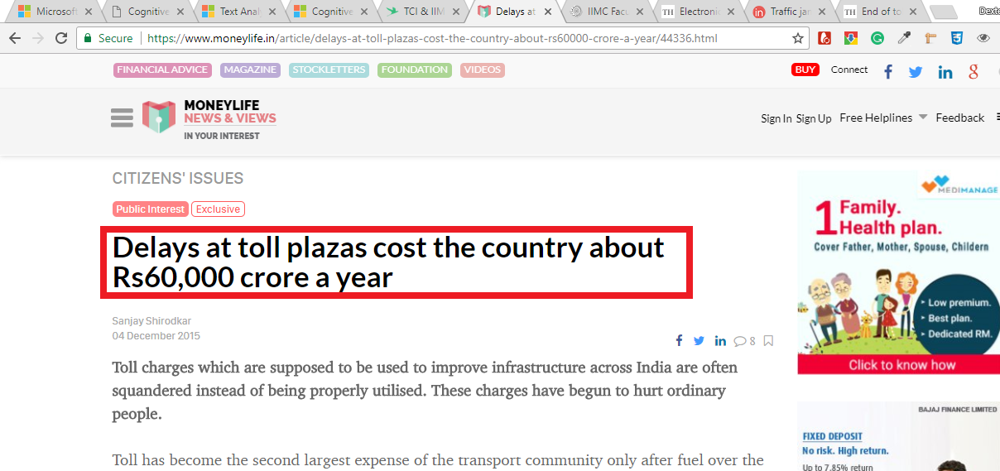 Microsoft
Cognitive
Text Anal
Cognitive
TCI & IIM
Delays at
IIMC Facu
TH Electronic
in Traffic jam
TH End of to
Dexte
Secure https://www.moneylife.in/article/delays-at-toll-plazas-cost-the-country-about-rs60000-crore-a-year/44336.html
FINANCIAL ADVICE MAGAZINE STOCKLETTERS FOUNDATION VIDEOS
BUY Connect
MONEYLIFE
NEWS & VIEWS
IN YOUR INTEREST
Sign In Sign Up Free Helplines Feedback
CITIZENS' ISSUES
Public Interest Exclusive
Delays at toll plazas cost the country about
Rs60,000 crore a year
Sanjay Shirodkar
04 December 2015
8
Toll charges which are supposed to be used to improve infrastructure across India are often
squandered instead of being properly utilised. These charges have begun to hurt ordinary
people.
Toll has become the second largest expense of the transport community only after fuel over the
MEDIMANAGE
1 Family.
Health plan.
Cover Father, Mother, Spouse, Childern
Low premium.
Best plan.
Dedicated RM.
Click to know how
BAJAJ FINANCE LIMITED
FIXED DEPOSIT
No risk. High return.
Up to 7.85% return